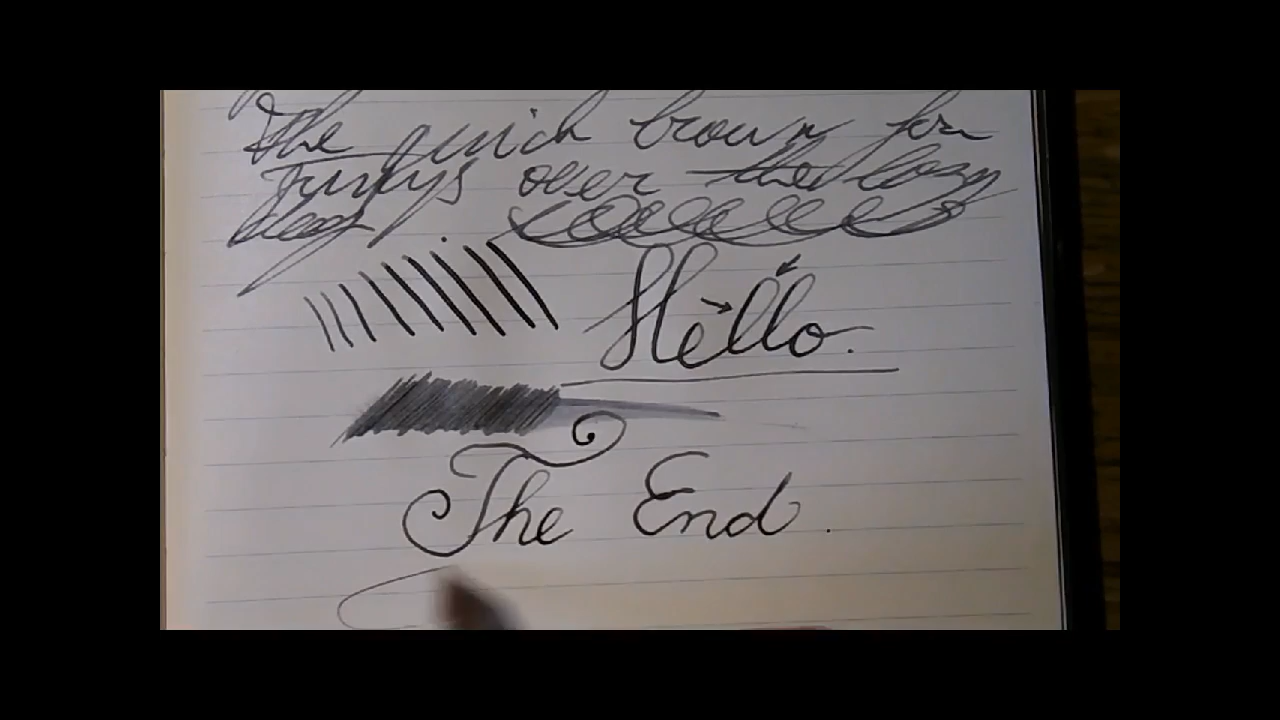 The quick brown fox
Jumps over the lazy
dog.
Hello.
The End.